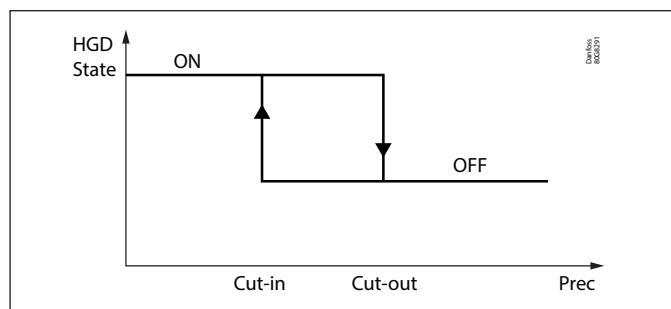 HGD
State
ON
OFF
Cut-in
Cut-out
Prec
Danfoss
80G8291